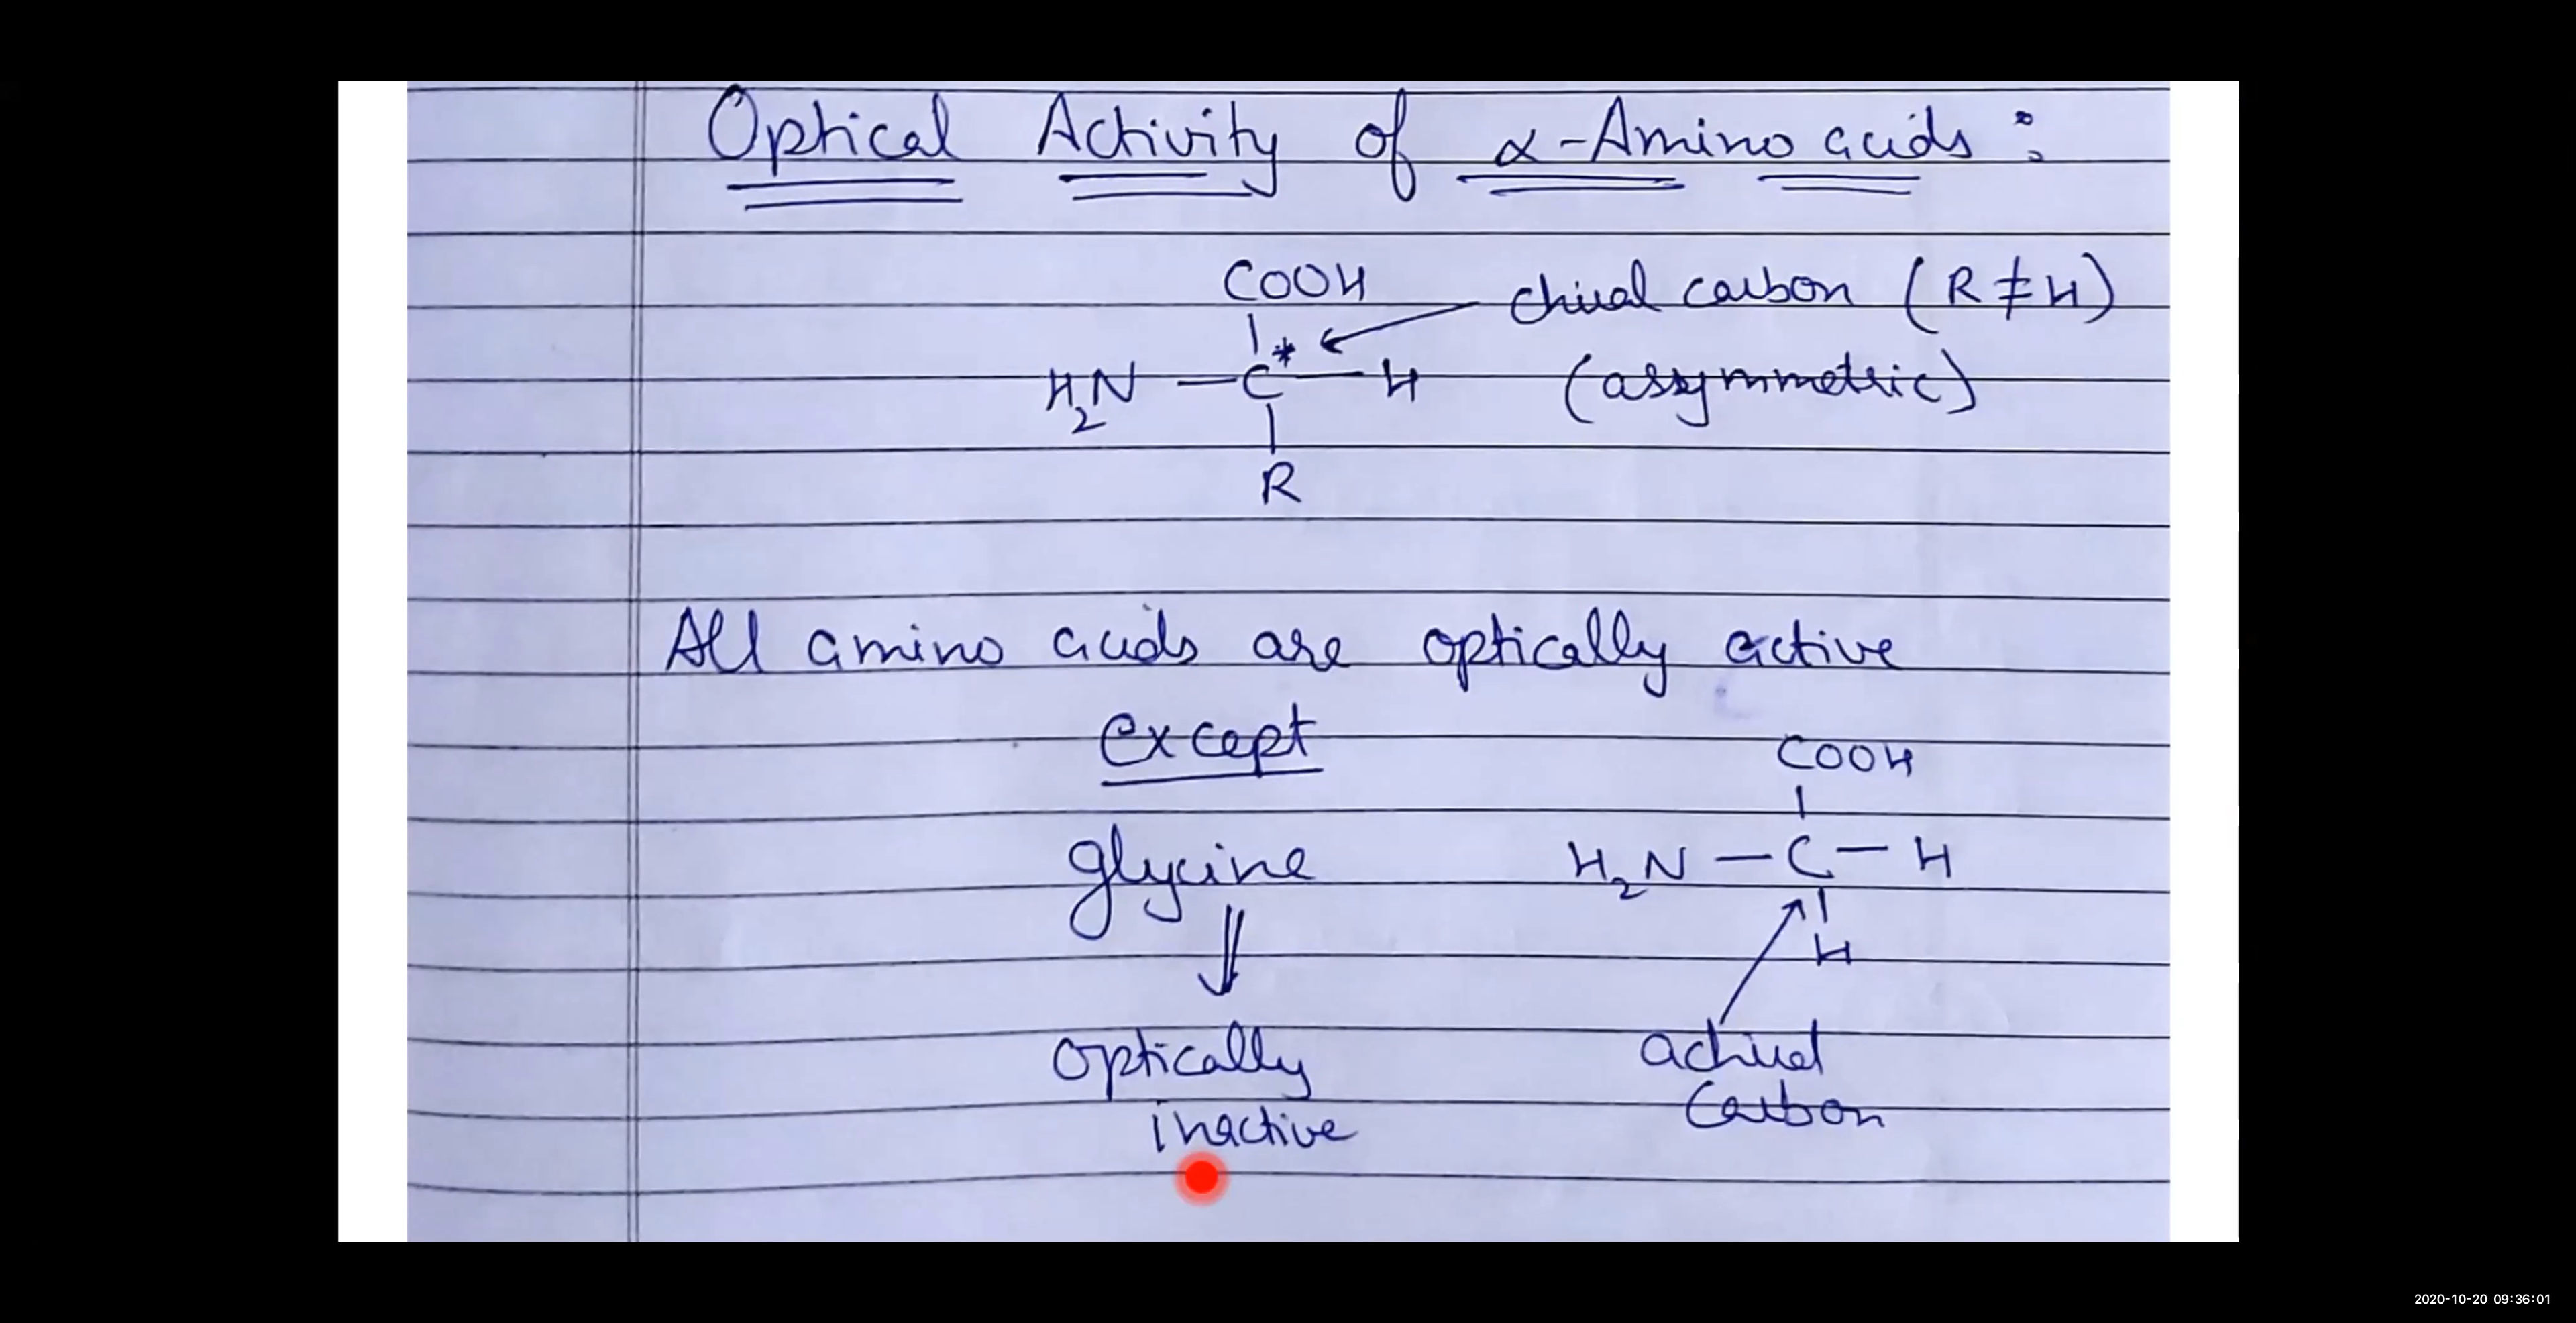 Optical Activity of α-Amino acids :
COOH
chiral carbon (R ≠ H)
H₂N — C* — H (assymmetric)
R
All amino acids are optically active
except
COOH
glycine H₂N — C — H
H
Optically achiral
inactive Carbon
2020-10-20 09:36:01